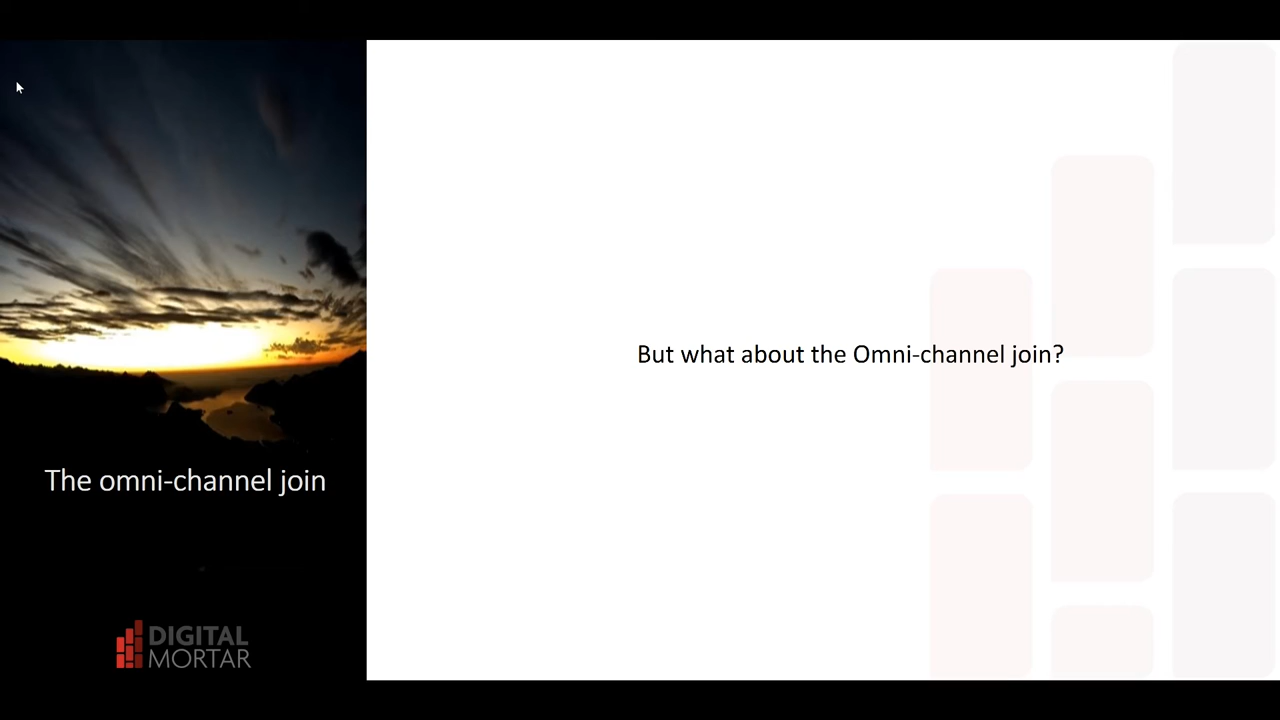 The omni-channel join
DIGITAL
MORTAR
But what about the Omni-channel join?